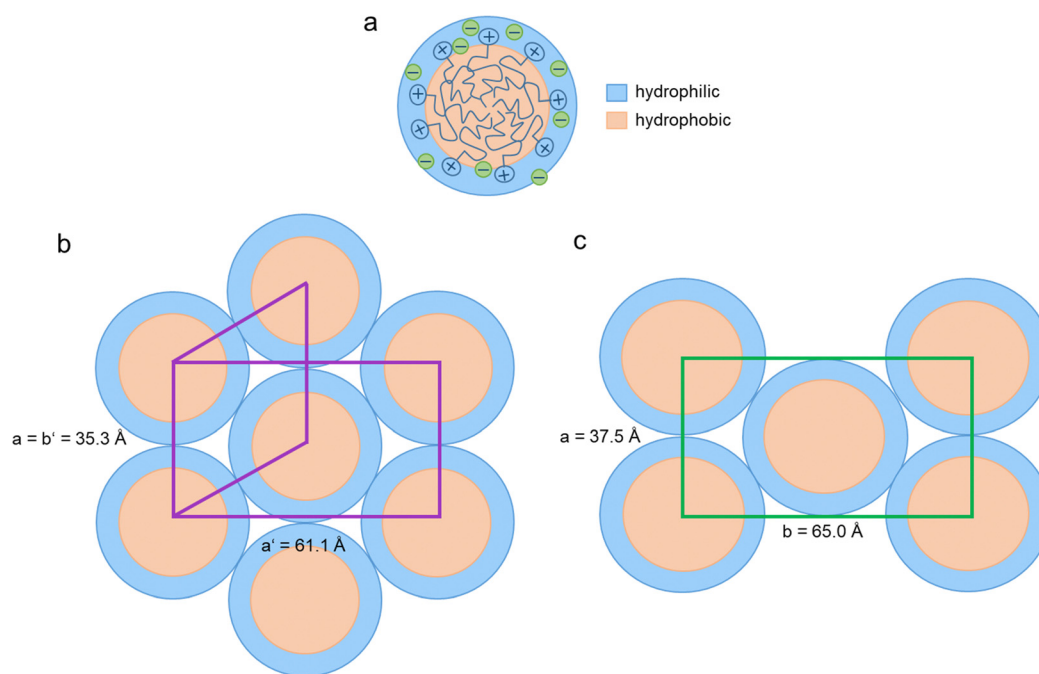 a
hydrophilic
hydrophobic
b
c
a = b‘ = 35.3 Å
a‘ = 61.1 Å
a = 37.5 Å
b = 65.0 Å